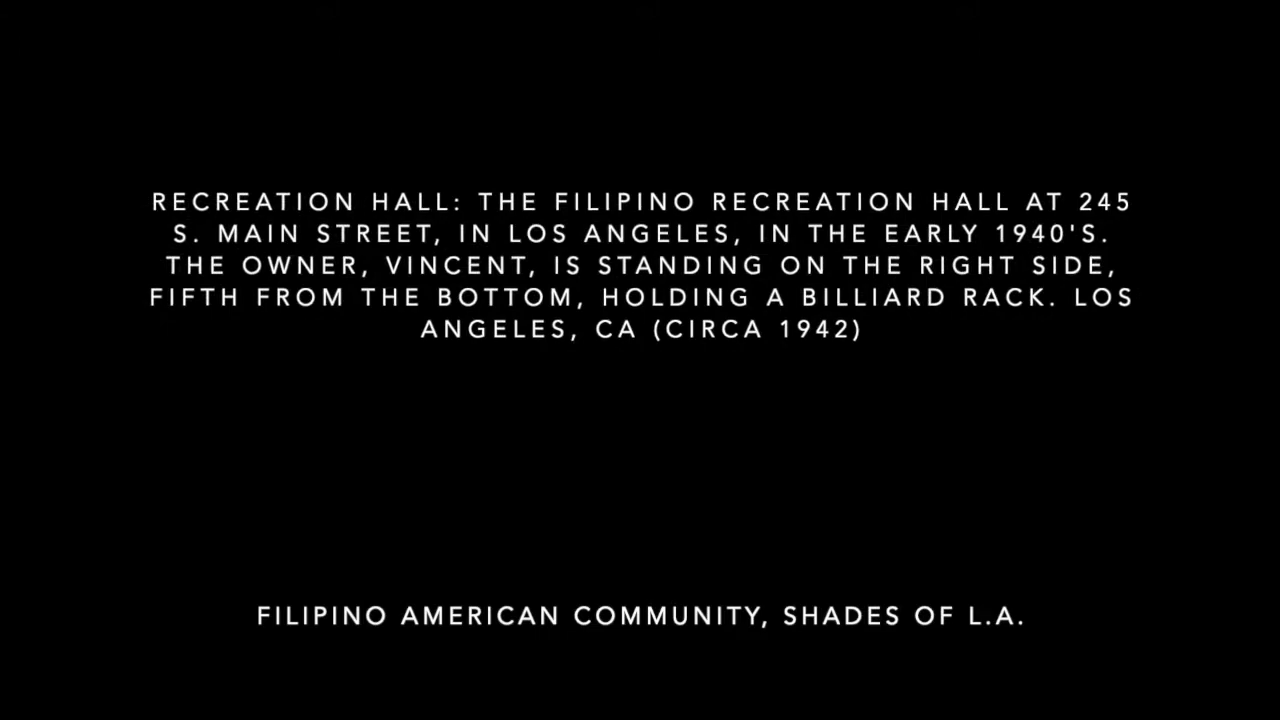 RECREATION HALL: THE FILIPINO RECREATION HALL AT 245
S. MAIN STREET, IN LOS ANGELES, IN THE EARLY 1940'S.
THE OWNER, VINCENT, IS STANDING ON THE RIGHT SIDE,
FIFTH FROM THE BOTTOM, HOLDING A BILLIARD RACK. LOS
ANGELES, CA (CIRCA 1942)
FILIPINO AMERICAN COMMUNITY, SHADES OF L.A.